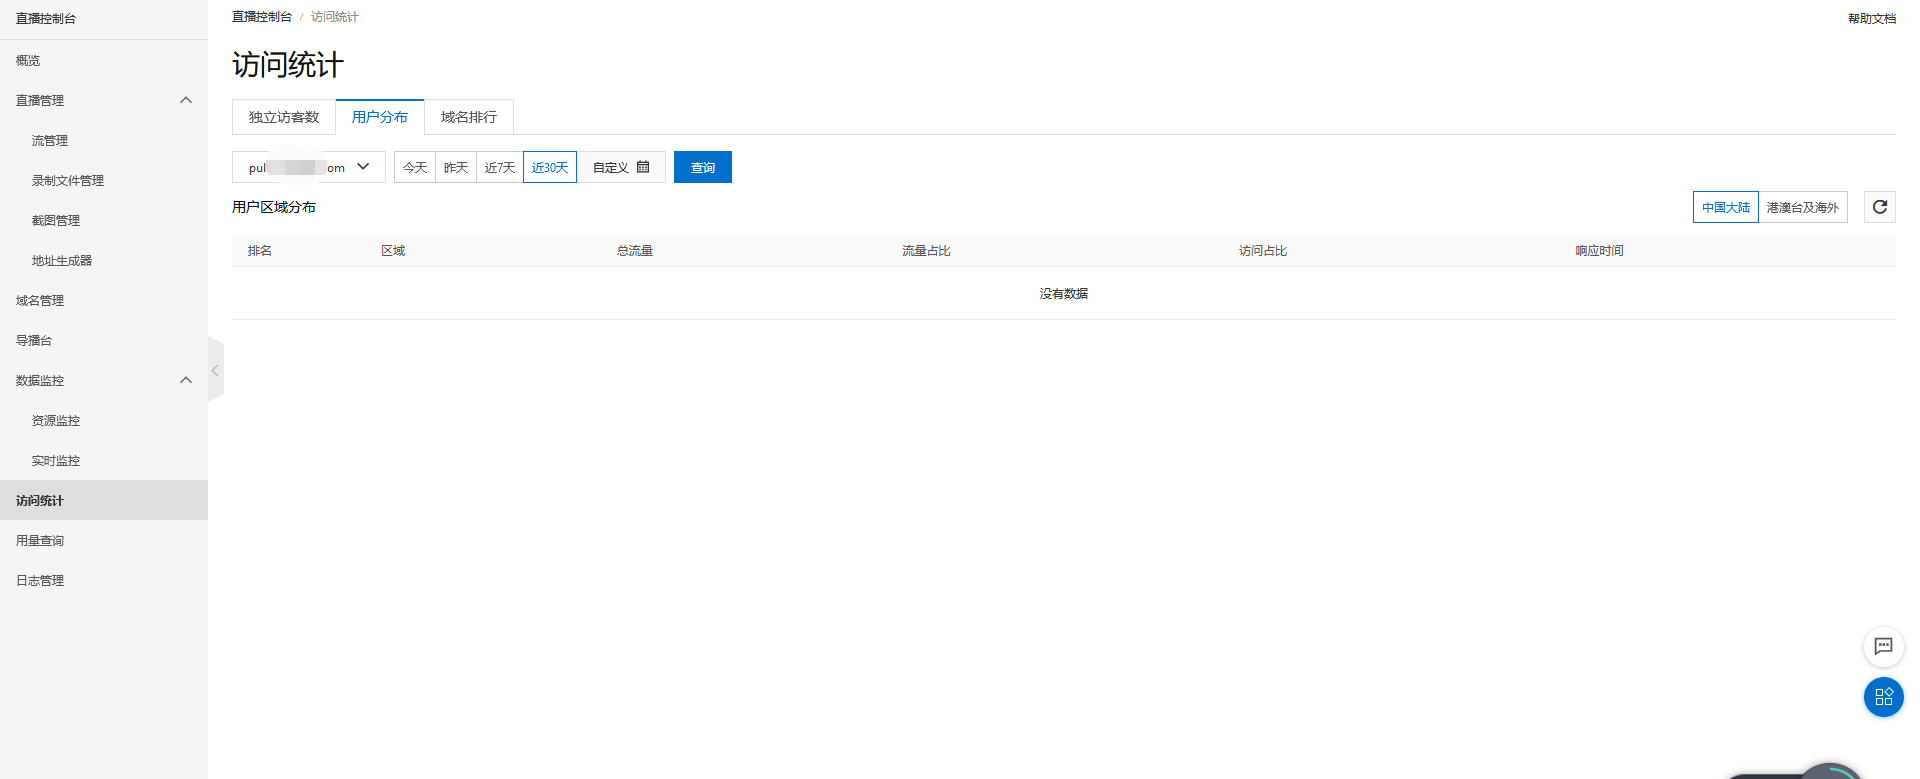 直播控制台
概览
直播管理
流管理
录制文件管理
截图管理
地址生成器
域名管理
导播台
数据监控
资源监控
实时监控
访问统计
用量查询
日志管理
直播控制台 / 访问统计
帮助文档
访问统计
独立访客数 用户分布 域名排行
pul om 今天 昨天 近7天 近30天 自定义 查询
用户区域分布
中国大陆 港澳台及海外
排名 区域 总流量 流量占比 访问占比 响应时间
没有数据